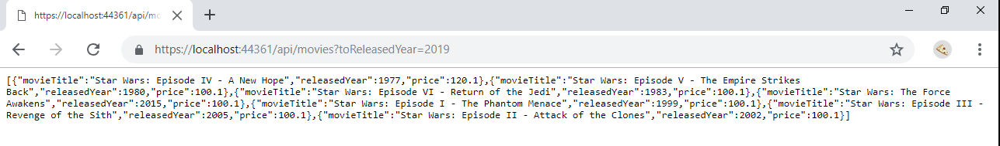 https://localhost:44361/api/mo
https://localhost:44361/api/movies?toReleasedYear=2019
[{"movieTitle":"Star Wars: Episode IV - A New Hope","releasedYear":1977,"price":120.1},{"movieTitle":"Star Wars: Episode V - The Empire Strikes
Back","releasedYear":1980,"price":100.1},{"movieTitle":"Star Wars: Episode VI - Return of the Jedi","releasedYear":1983,"price":100.1},{"movieTitle":"Star Wars: The Force
Awakens","releasedYear":2015,"price":100.1},{"movieTitle":"Star Wars: Episode I - The Phantom Menace","releasedYear":1999,"price":100.1},{"movieTitle":"Star Wars: Episode III -
Revenge of the Sith","releasedYear":2005,"price":100.1},{"movieTitle":"Star Wars: Episode II - Attack of the Clones","releasedYear":2002,"price":100.1}]